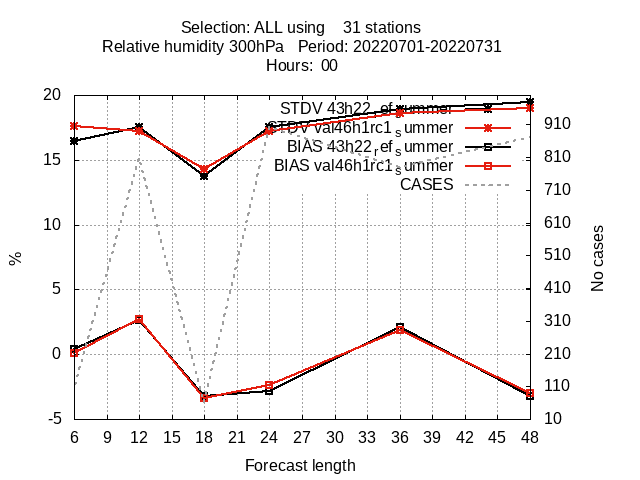 Selection: ALL using    31 stations
Relative humidity 300hPa   Period: 20220701-20220731
Hours: 00
STDV 43h22_ref_summer
STDV val46h1rc1_summer
BIAS 43h22_ref_summer
BIAS val46h1rc1_summer
CASES
20
15
10
5
0
-5
%
910
810
710
610
510
410
310
210
110
10
No cases
6 9 12 15 18 21 24 27 30 33 36 39 42 45 48
Forecast length